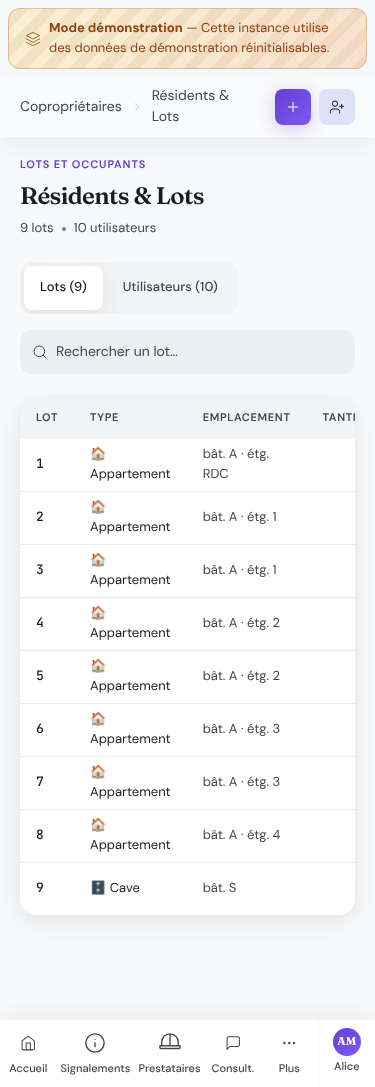 Mode démonstration — Cette instance utilise
des données de démonstration réinitialisables.
Copropriétaires
Résidents &
Lots
LOTS ET OCCUPANTS
Résidents & Lots
9 lots • 10 utilisateurs
Lots (9)
Utilisateurs (10)
Rechercher un lot...
LOT TYPE EMPLACEMENT TANTI
1 Appartement bât. A · étg. RDC
2 Appartement bât. A · étg. 1
3 Appartement bât. A · étg. 1
4 Appartement bât. A · étg. 2
5 Appartement bât. A · étg. 2
6 Appartement bât. A · étg. 3
7 Appartement bât. A · étg. 3
8 Appartement bât. A · étg. 4
9 Cave bât. S
Accueil Signalements Prestataires Consult. Plus
AM
Alice